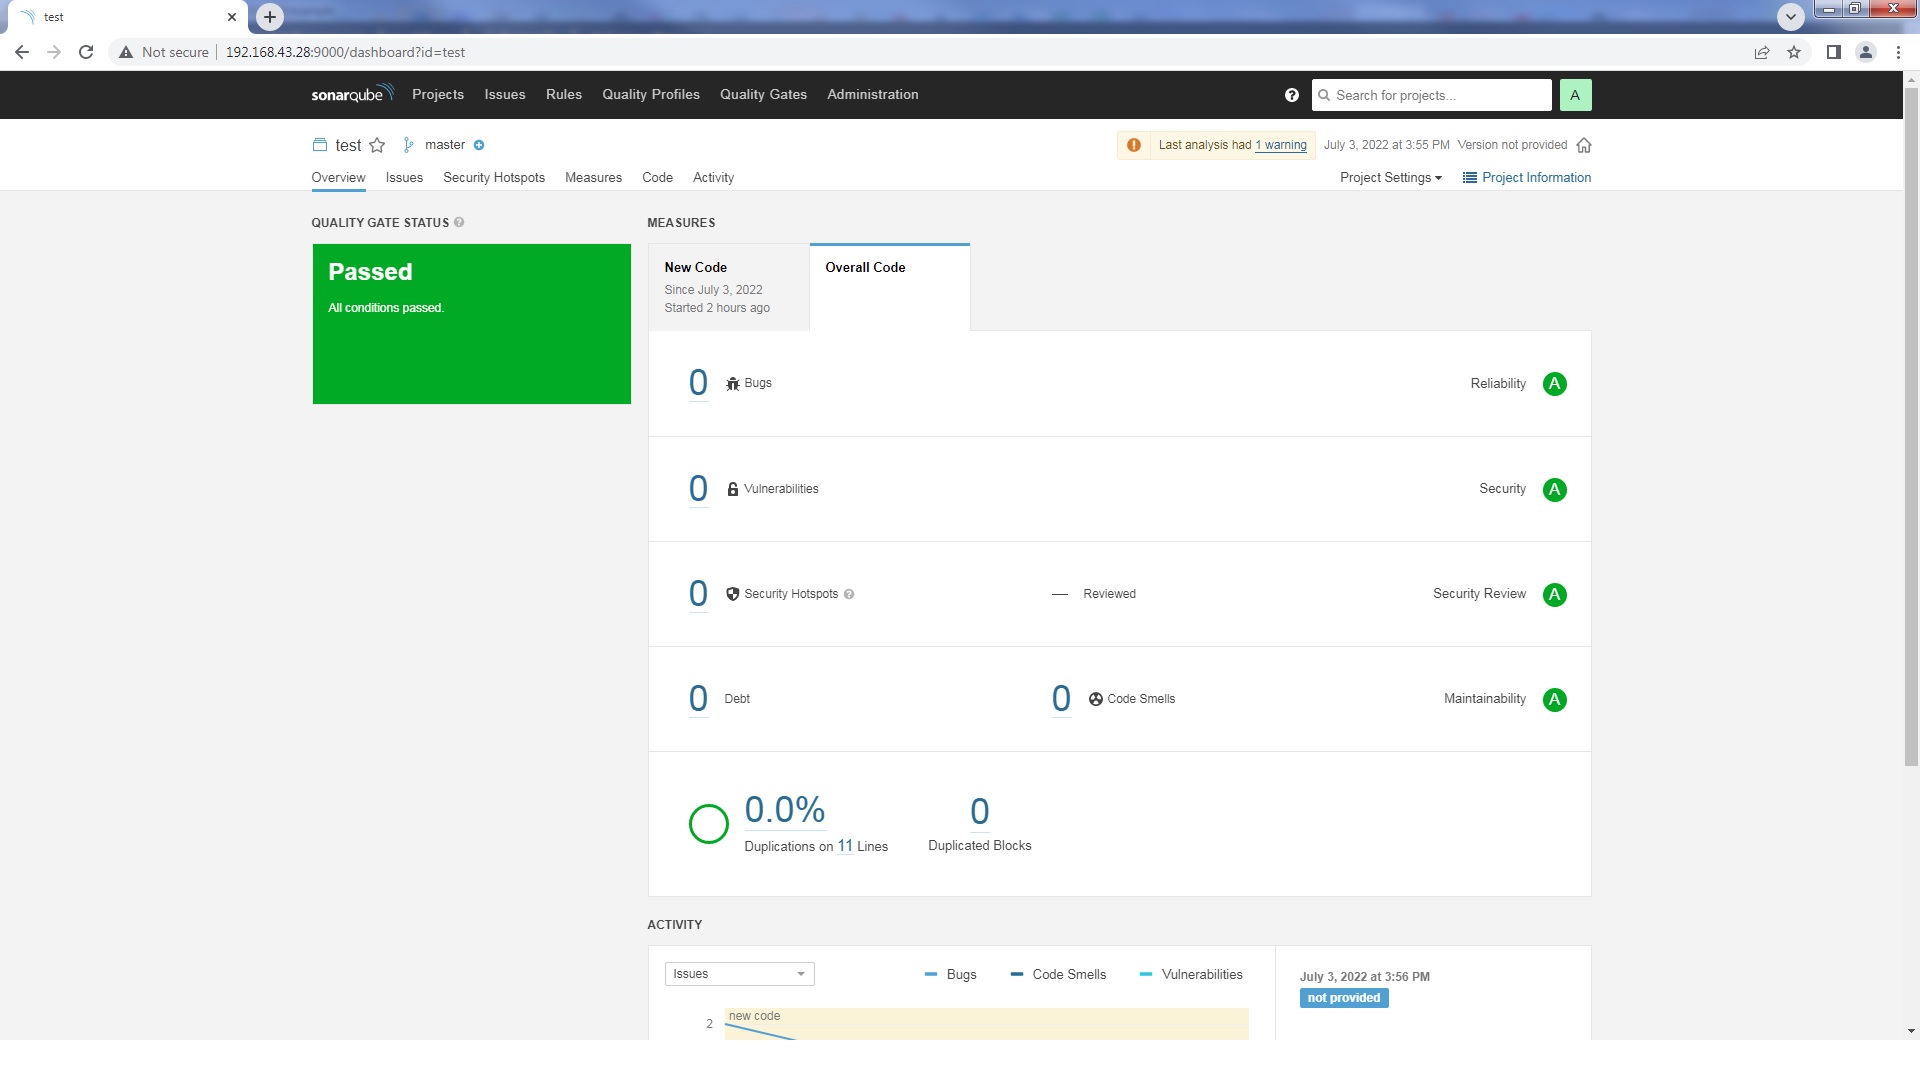 test
Not secure
192.168.43.28:9000/dashboard?id=test
sonarqube
Projects
Issues
Rules
Quality Profiles
Quality Gates
Administration
Search for projects...
A
test
master
Last analysis had 1 warning
July 3, 2022 at 3:55 PM
Version not provided
Overview
Issues
Security Hotspots
Measures
Code
Activity
Project Settings
Project Information
QUALITY GATE STATUS
Passed
All conditions passed.
MEASURES
New Code
Since July 3, 2022
Started 2 hours ago
Overall Code
0 Bugs
Reliability A
0 Vulnerabilities
Security A
0 Security Hotspots
— Reviewed
Security Review A
0 Debt
0 Code Smells
Maintainability A
0.0%
Duplications on 11 Lines
0
Duplicated Blocks
ACTIVITY
Issues
Bugs
Code Smells
Vulnerabilities
new code
2
July 3, 2022 at 3:56 PM
not provided